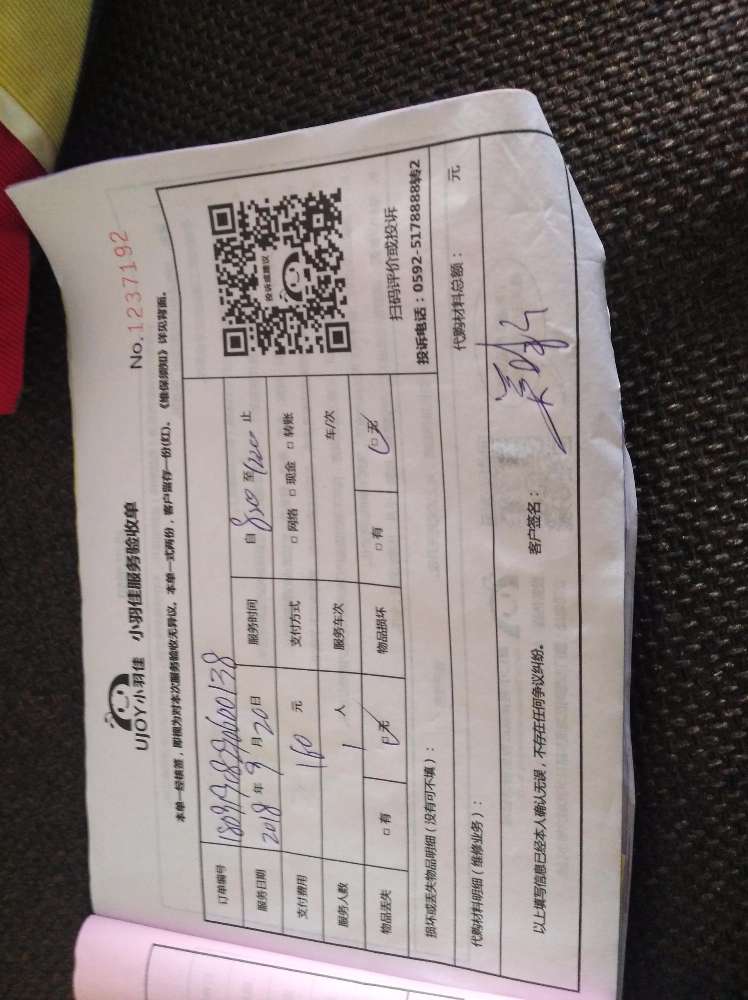 UJOY小羽佳 小羽佳服务验收单
No.1237192
本单一经核签，即视为对本次服务验收无异议。本单一式两份，客户留存一份(红)。《维保须知》详见背面。
订单编号
服务日期 2018 年 9 月 20 日 服务时间 自 8:00 至 止
支付费用 160 元 支付方式 □ 网络 □ 现金 □ 转账
服务人数 1 人 服务车次 车/次
物品丢失 □ 有 □ 无 物品损坏 □ 有 □ 无
投诉或建议
扫码评价或投诉
投诉电话：0592-5178888转2
损坏或丢失物品明细（没有可不填）：
代购材料明细（维修业务）： 代购材料总额： 元
以上填写信息已经本人确认无误，不存在任何争议纠纷。 客户签名：